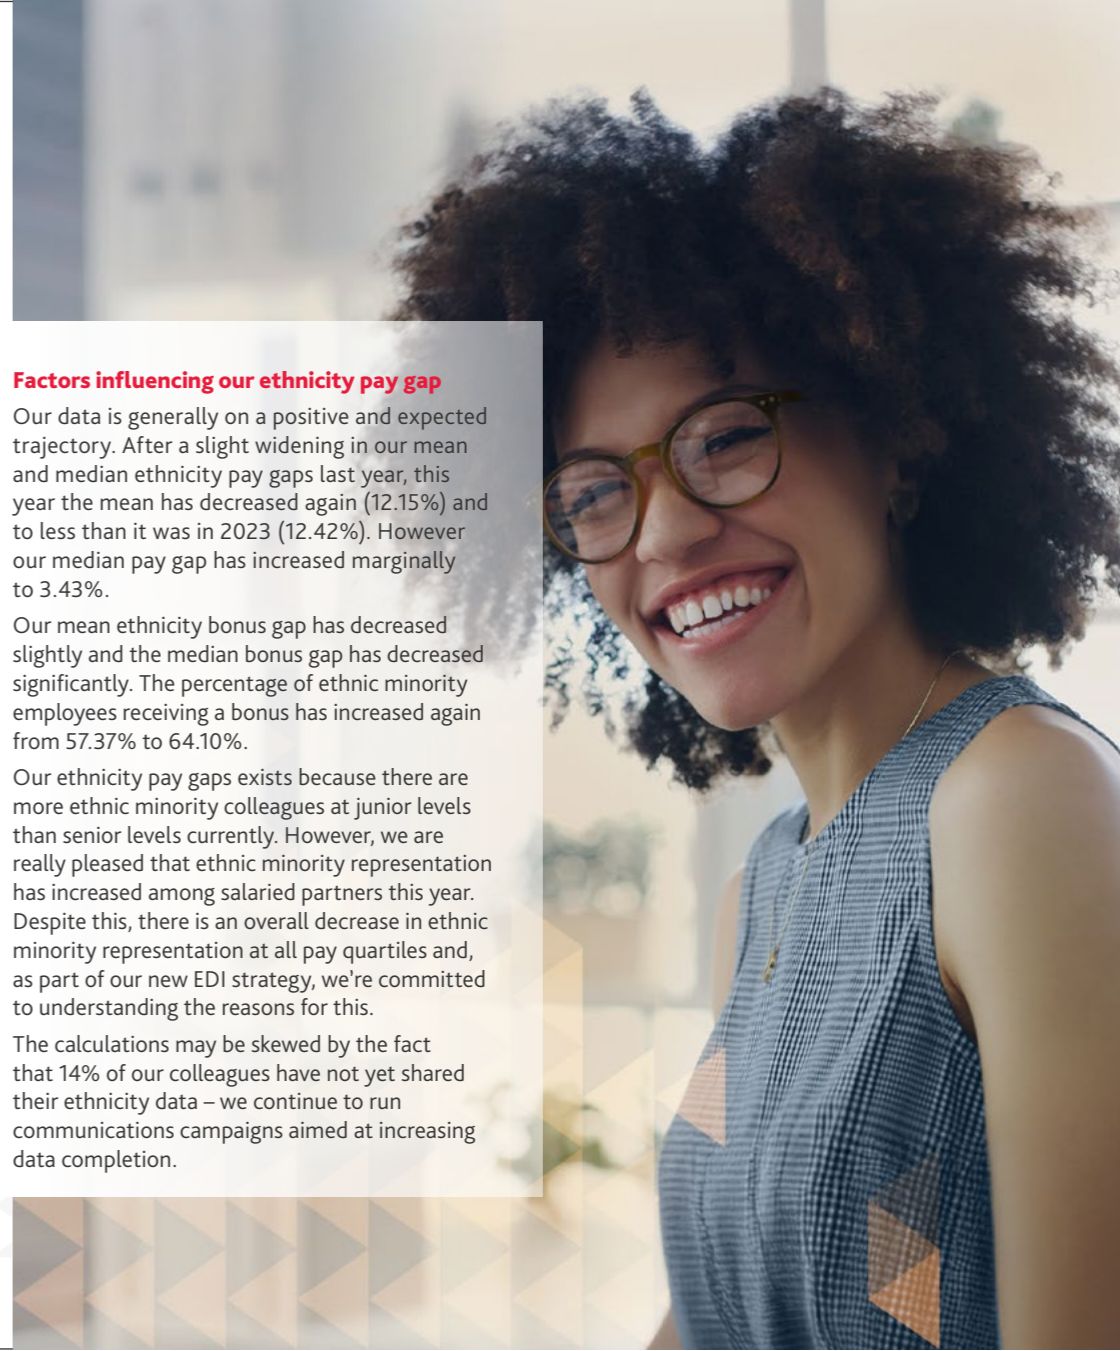 Factors influencing our ethnicity pay gap
Our data is generally on a positive and expected
trajectory. After a slight widening in our mean
and median ethnicity pay gaps last year, this
year the mean has decreased again (12.15%) and
to less than it was in 2023 (12.42%). However
our median pay gap has increased marginally
to 3.43%.
Our mean ethnicity bonus gap has decreased
slightly and the median bonus gap has decreased
significantly. The percentage of ethnic minority
employees receiving a bonus has increased again
from 57.37% to 64.10%.
Our ethnicity pay gaps exists because there are
more ethnic minority colleagues at junior levels
than senior levels currently. However, we are
really pleased that ethnic minority representation
has increased among salaried partners this year.
Despite this, there is an overall decrease in ethnic
minority representation at all pay quartiles and,
as part of our new EDI strategy, we're committed
to understanding the reasons for this.
The calculations may be skewed by the fact
that 14% of our colleagues have not yet shared
their ethnicity data – we continue to run
communications campaigns aimed at increasing
data completion.